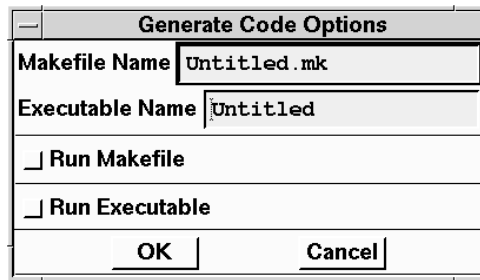 Generate Code Options
Makefile Name Untitled.mk
Executable Name Untitled
Run Makefile
Run Executable
OK Cancel